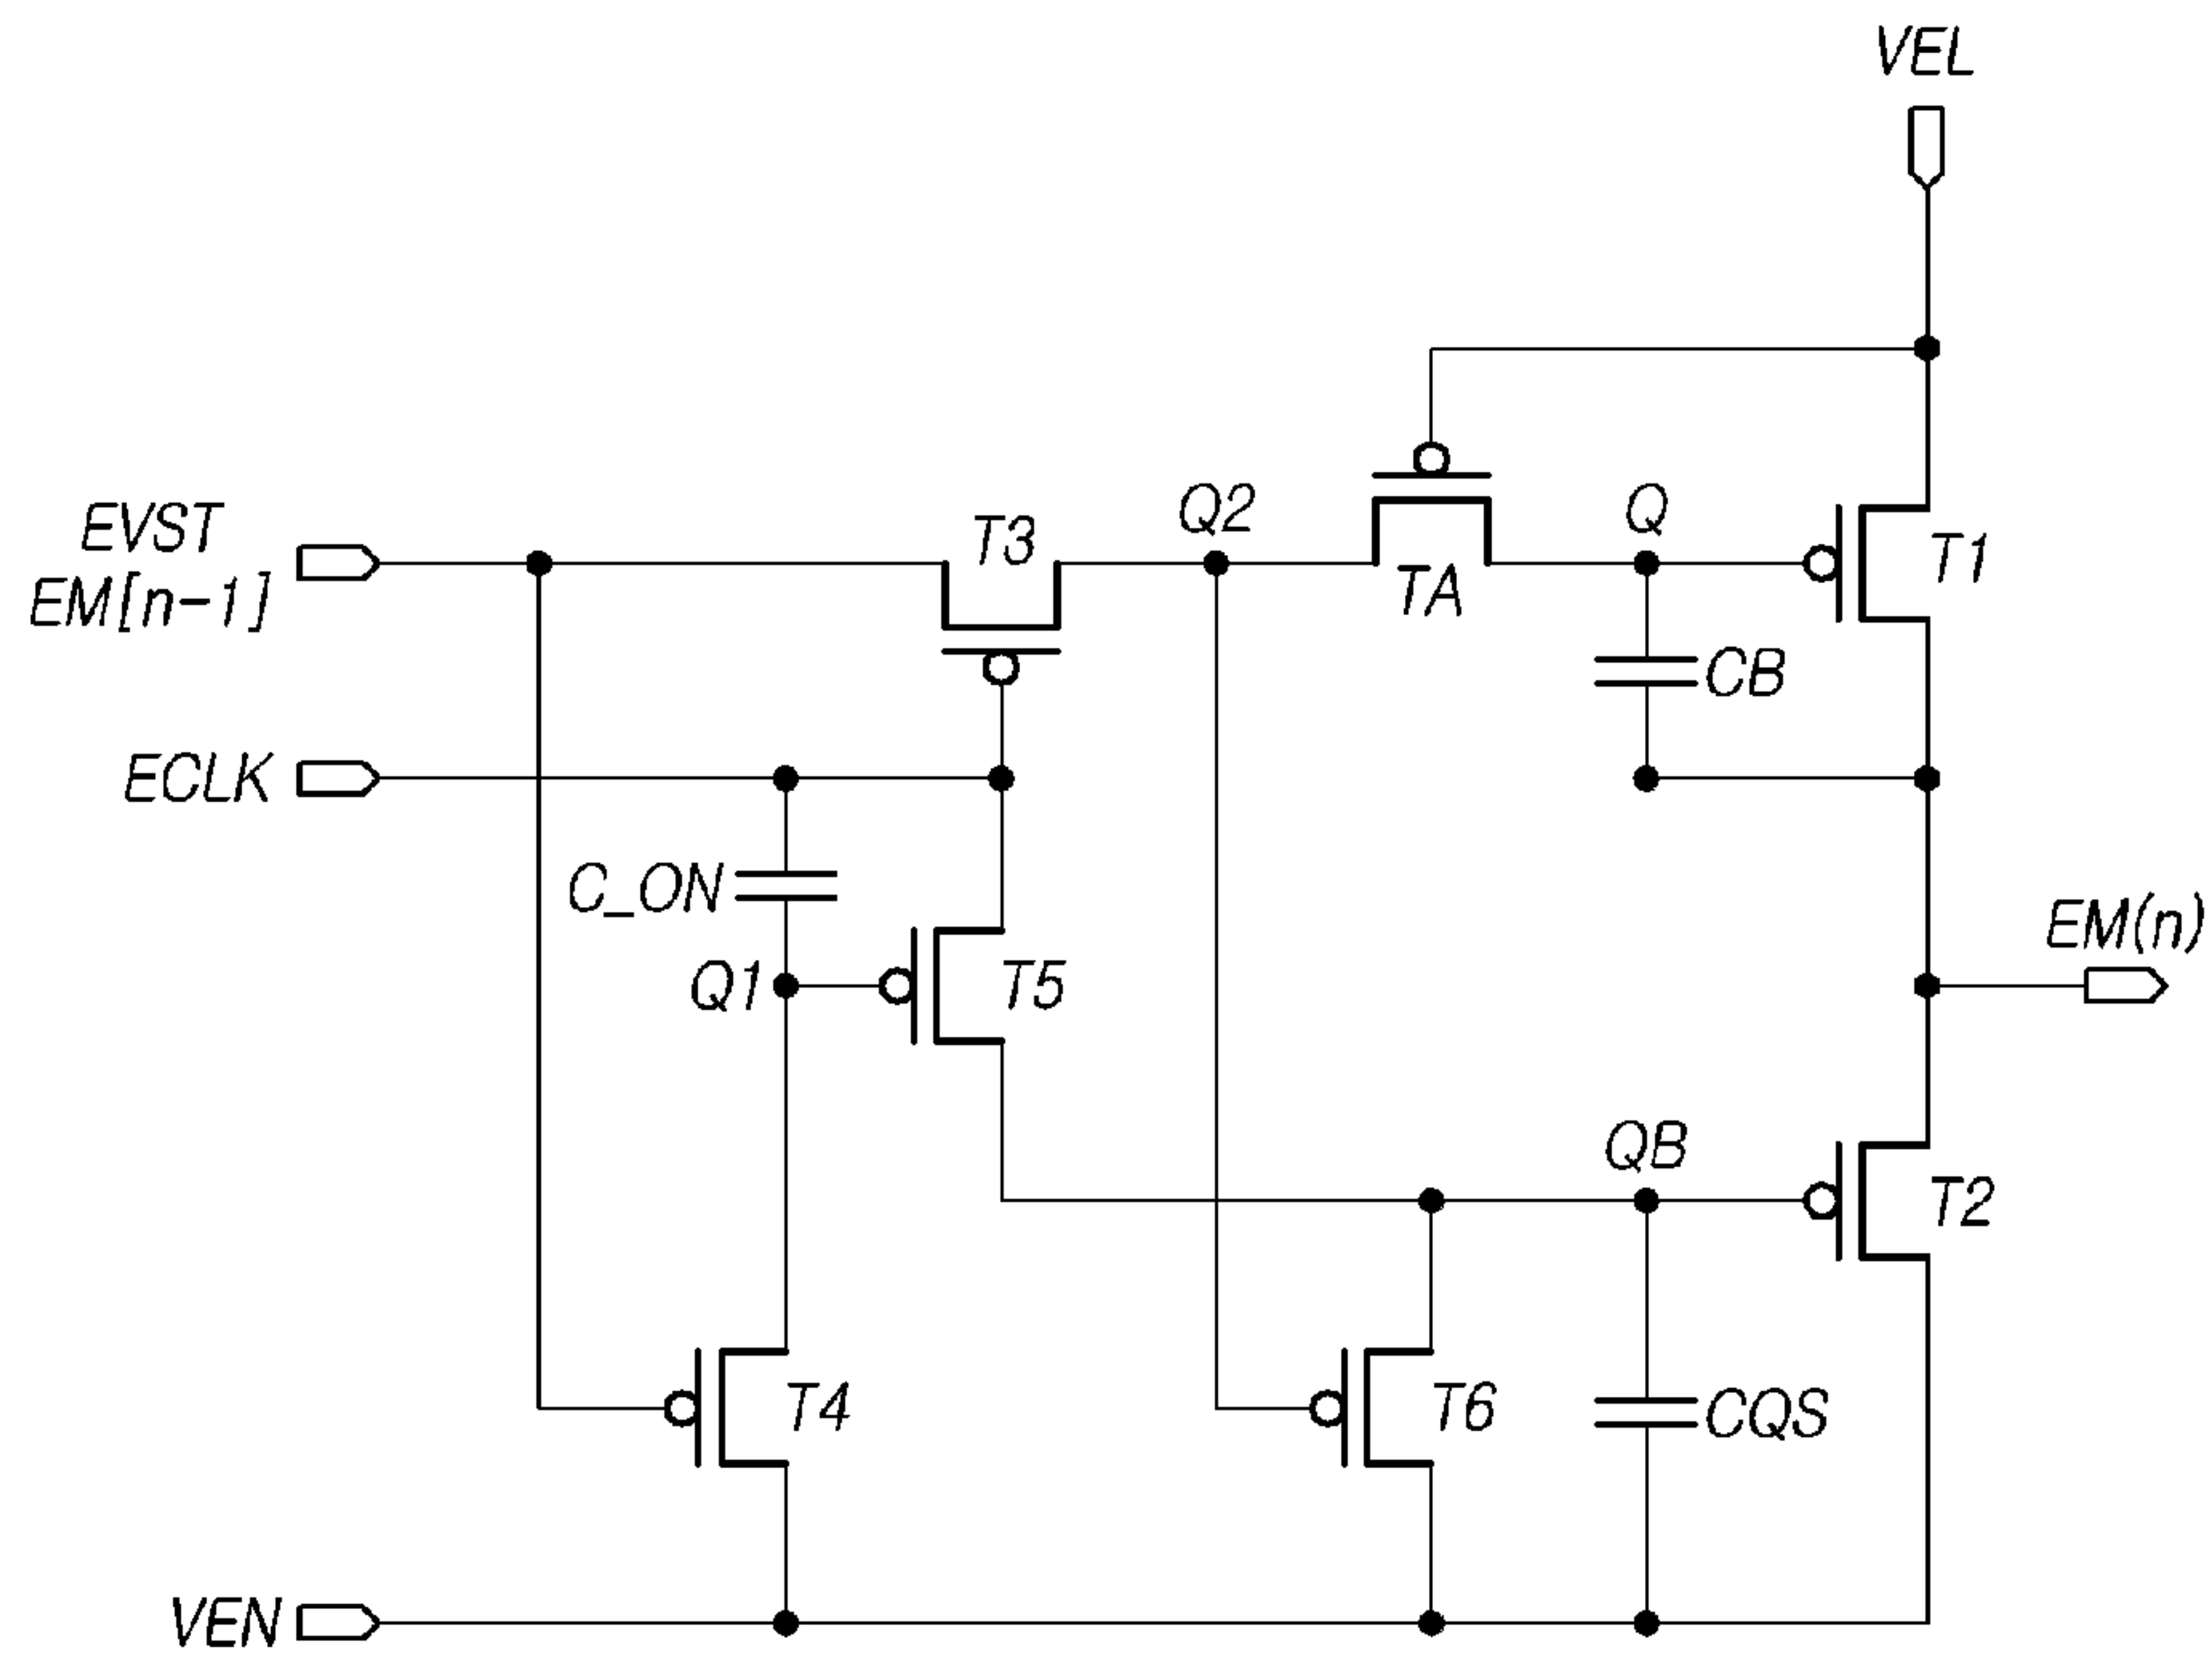 VEL
EVST
EM[n-1]
T3
Q2
TA
Q
T1
CB
ECLK
C_ON
Q1
T5
EM(n)
QB
T2
T4
T6
CQS
VEN